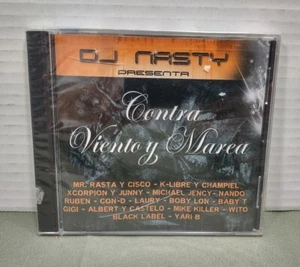 DJ NASTY
PRESENTA
Contra
Viento y Marea
MR. RASTA Y CISCO - K-LIBRE Y CHAMPIEL
XCORPION Y JUNNY - MICHAEL JENCY - NANDO
RUBEN - CON-D - LAURY - BOBY LON - BABY T
GIGI - ALBERT Y CASTELO - MIKE KILLER - WITO
BLACK LABEL - YARI B